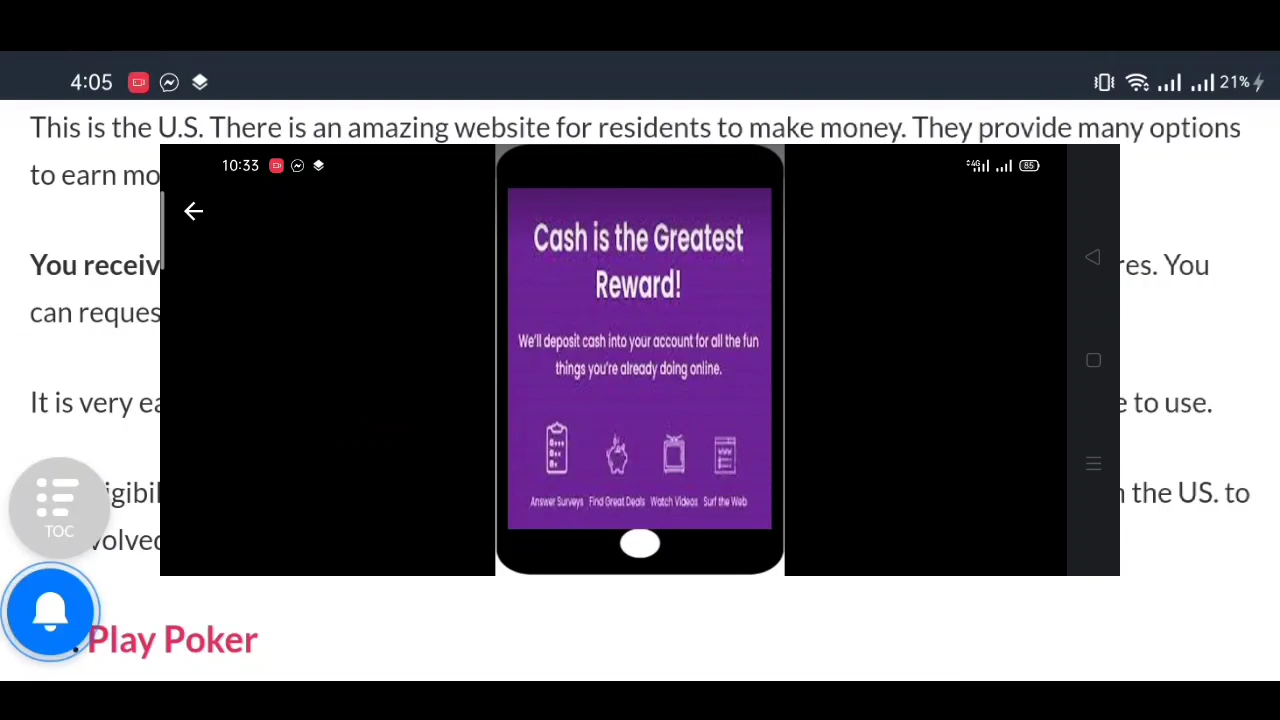 4:05
21%
This is the U.S. There is an amazing website for residents to make money. They provide many options
to earn mo
10:33
4G
85
Cash is the Greatest
Reward!
You receiv
res. You
can reques
We'll deposit cash into your account for all the fun
things you're already doing online.
It is very ea
e to use.
Answer Surveys Find Great Deals Watch Videos Surf the Web
igibil
n the US. to
volved
TOC
. Play Poker